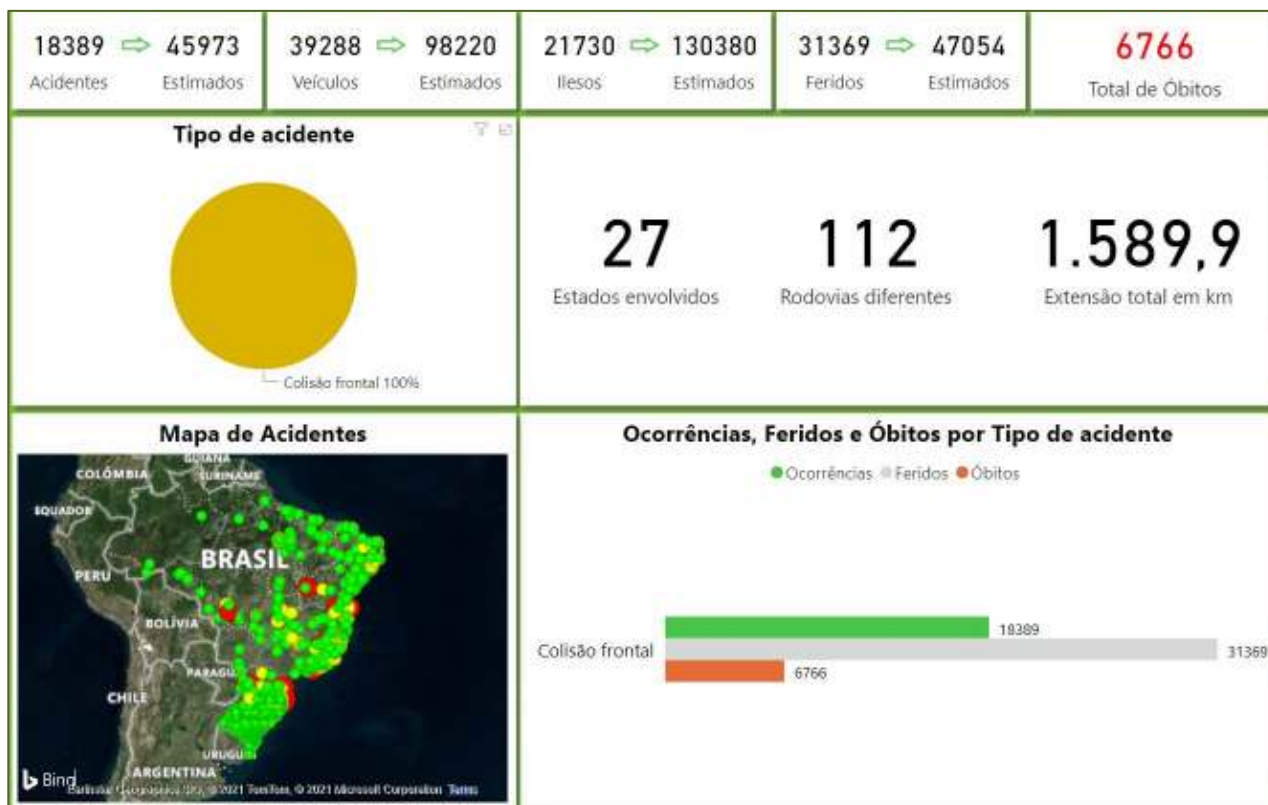 18389 ⇨ 45973
Acidentes Estimados
39288 ⇨ 98220
Veículos Estimados
21730 ⇨ 130380
Ilesos Estimados
31369 ⇨ 47054
Feridos Estimados
6766
Total de Óbitos
Tipo de acidente
Colisão frontal 100%
27
Estados envolvidos
112
Rodovias diferentes
1.589,9
Extensão total em km
Mapa de Acidentes
GUIANA
COLÔMBIA
SURINAME
EQUADOR
BRASIL
PERU
BOLÍVIA
PARAGU
CHILE
URUGU
ARGENTINA
Bing
© 2021 TomTom, © 2021 Microsoft Corporation Terms
Ocorrências, Feridos e Óbitos por Tipo de acidente
Ocorrências Feridos Óbitos
Colisão frontal
18389
31369
6766